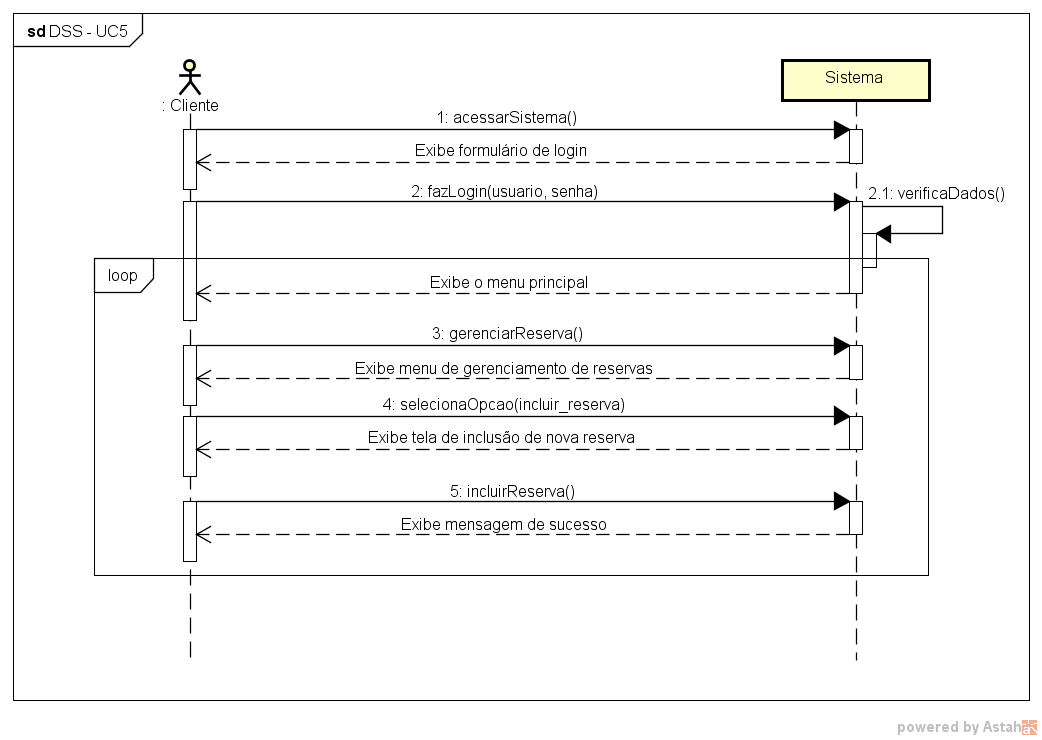 sd DSS - UC5
: Cliente
Sistema
1: acessarSistema()
Exibe formulário de login
2: fazLogin(usuario, senha)
2.1: verificaDados()
loop
Exibe o menu principal
3: gerenciarReserva()
Exibe menu de gerenciamento de reservas
4: selecionaOpcao(incluir_reserva)
Exibe tela de inclusão de nova reserva
5: incluirReserva()
Exibe mensagem de sucesso
powered by Astah